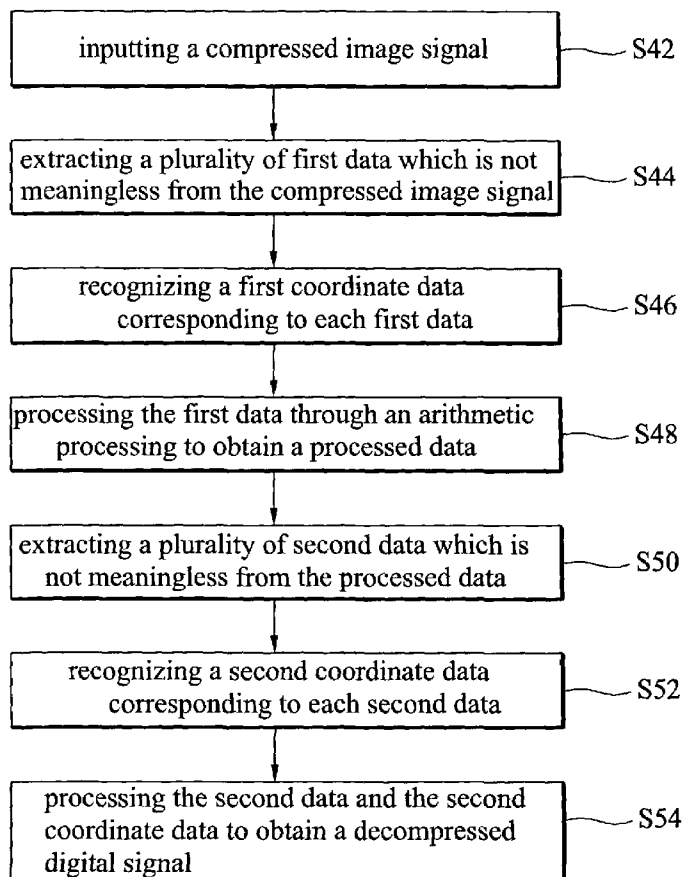 inputting a compressed image signal
S42
extracting a plurality of first data which is not
meaningless from the compressed image signal
S44
recognizing a first coordinate data
corresponding to each first data
S46
processing the first data through an arithmetic
processing to obtain a processed data
S48
extracting a plurality of second data which is
not meaningless from the processed data
S50
recognizing a second coordinate data
corresponding to each second data
S52
processing the second data and the second
coordinate data to obtain a decompressed
digital signal
S54